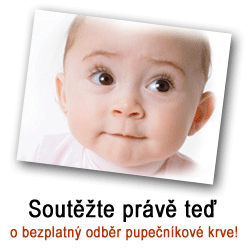 Soutěžte právě teď
o bezplatný odběr pupečníkové krve!